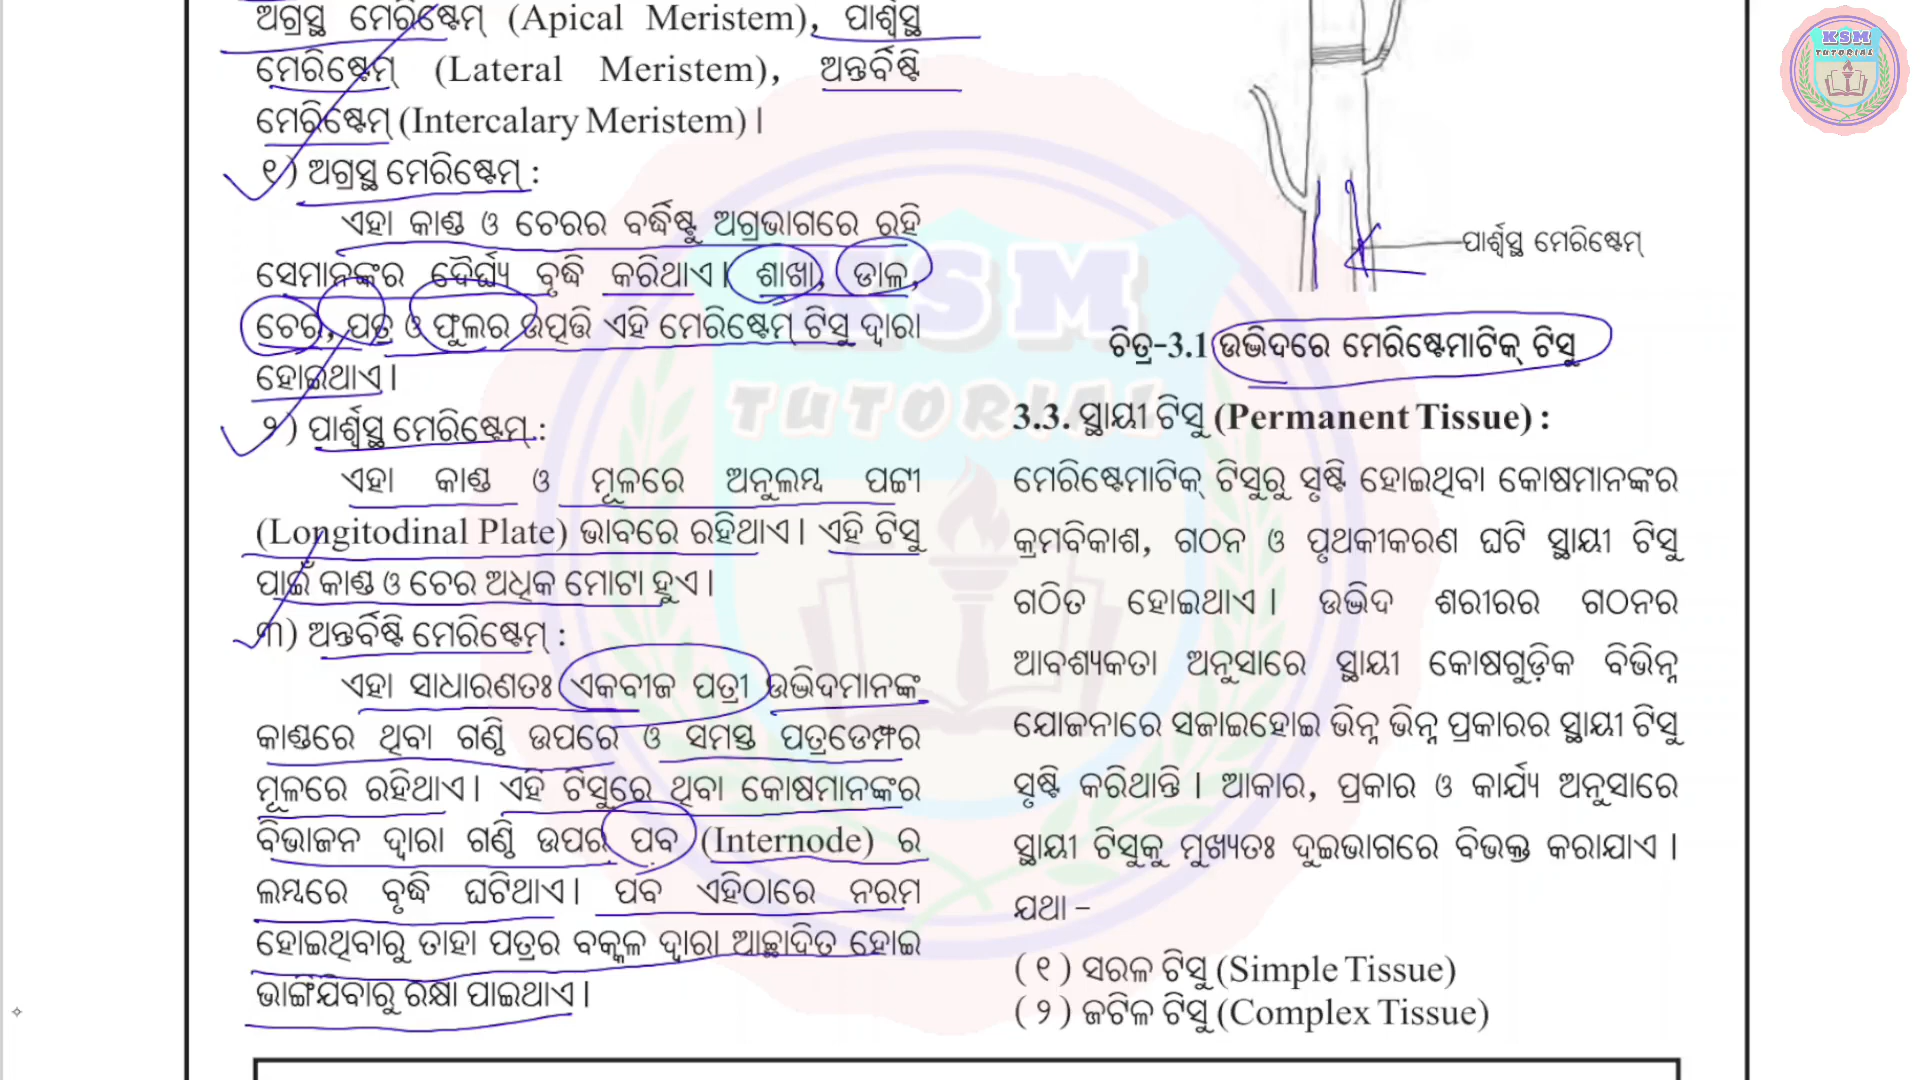 ଅଗ୍ରସ୍ଥ ମେରିଷ୍ଟେମ୍ (Apical Meristem), ପାର୍ଶ୍ୱସ୍ଥ
ମେରିଷ୍ଟେମ୍ (Lateral Meristem), ଅନ୍ତର୍ବିଷ୍ଟି
ମେରିଷ୍ଟେମ୍ (Intercalary Meristem) ।
୧) ଅଗ୍ରସ୍ଥ ମେରିଷ୍ଟେମ୍ :
ଏହା କାଣ୍ଡ ଓ ଚେରର ବର୍ଦ୍ଧିଷ୍ଣୁ ଅଗ୍ରଭାଗରେ ରହି
ସେମାନଙ୍କର ଦୈର୍ଘ୍ୟ ବୃଦ୍ଧି କରିଥାଏ। ଶାଖା, ଡାଳ,
ଚେର, ପତ୍ର ଓ ଫୁଲର ଉତ୍ପତ୍ତି ଏହି ମେରିଷ୍ଟେମ୍ ଟିସୁ ଦ୍ୱାରା
ହୋଇଥାଏ।
୨) ପାର୍ଶ୍ୱସ୍ଥ ମେରିଷ୍ଟେମ୍ :
ଏହା କାଣ୍ଡ ଓ ମୂଳରେ ଅନୁଲମ୍ବ ପଟ୍ଟୀ
(Longitodinal Plate) ଭାବରେ ରହିଥାଏ। ଏହି ଟିସୁ
ପାଇଁ କାଣ୍ଡ ଓ ଚେର ଅଧିକ ମୋଟା ହୁଏ।
୩) ଅନ୍ତର୍ବିଷ୍ଟି ମେରିଷ୍ଟେମ୍ :
ଏହା ସାଧାରଣତଃ ଏକବୀଜ ପତ୍ରୀ ଉଦ୍ଭିଦମାନଙ୍କ
କାଣ୍ଡରେ ଥିବା ଗଣ୍ଠି ଉପରେ ଓ ସମସ୍ତ ପତ୍ରଡେମ୍ଫର
ମୂଳରେ ରହିଥାଏ। ଏହି ଟିସୁରେ ଥିବା କୋଷମାନଙ୍କର
ବିଭାଜନ ଦ୍ୱାରା ଗଣ୍ଠି ଉପର ପବ (Internode) ର
ଲମ୍ବରେ ବୃଦ୍ଧି ଘଟିଥାଏ। ପବ ଏହିଠାରେ ନରମ
ହୋଇଥିବାରୁ ତାହା ପତ୍ରର ବକ୍କଳ ଦ୍ୱାରା ଆଚ୍ଛାଦିତ ହୋଇ
ଭାଙ୍ଗିଯିବାରୁ ରକ୍ଷା ପାଇଥାଏ।
ପାର୍ଶ୍ୱସ୍ଥ ମେରିଷ୍ଟେମ୍
ଚିତ୍ର-3.1 ଉଦ୍ଭିଦରେ ମେରିଷ୍ଟେମାଟିକ୍ ଟିସୁ
3.3. ସ୍ଥାୟୀ ଟିସୁ (Permanent Tissue) :
ମେରିଷ୍ଟେମାଟିକ୍ ଟିସୁରୁ ସୃଷ୍ଟି ହୋଇଥିବା କୋଷମାନଙ୍କର
କ୍ରମବିକାଶ, ଗଠନ ଓ ପୃଥକୀକରଣ ଘଟି ସ୍ଥାୟୀ ଟିସୁ
ଗଠିତ ହୋଇଥାଏ। ଉଦ୍ଭିଦ ଶରୀରର ଗଠନର
ଆବଶ୍ୟକତା ଅନୁସାରେ ସ୍ଥାୟୀ କୋଷଗୁଡ଼ିକ ବିଭିନ୍ନ
ଯୋଜନାରେ ସଜାଇହୋଇ ଭିନ୍ନ ଭିନ୍ନ ପ୍ରକାରର ସ୍ଥାୟୀ ଟିସୁ
ସୃଷ୍ଟି କରିଥାନ୍ତି। ଆକାର, ପ୍ରକାର ଓ କାର୍ଯ୍ୟ ଅନୁସାରେ
ସ୍ଥାୟୀ ଟିସୁକୁ ମୁଖ୍ୟତଃ ଦୁଇଭାଗରେ ବିଭକ୍ତ କରାଯାଏ।
ଯଥା –
(୧) ସରଳ ଟିସୁ (Simple Tissue)
(୨) ଜଟିଳ ଟିସୁ (Complex Tissue)
KSM
TUTORIAL
KSM
TUTORIAL